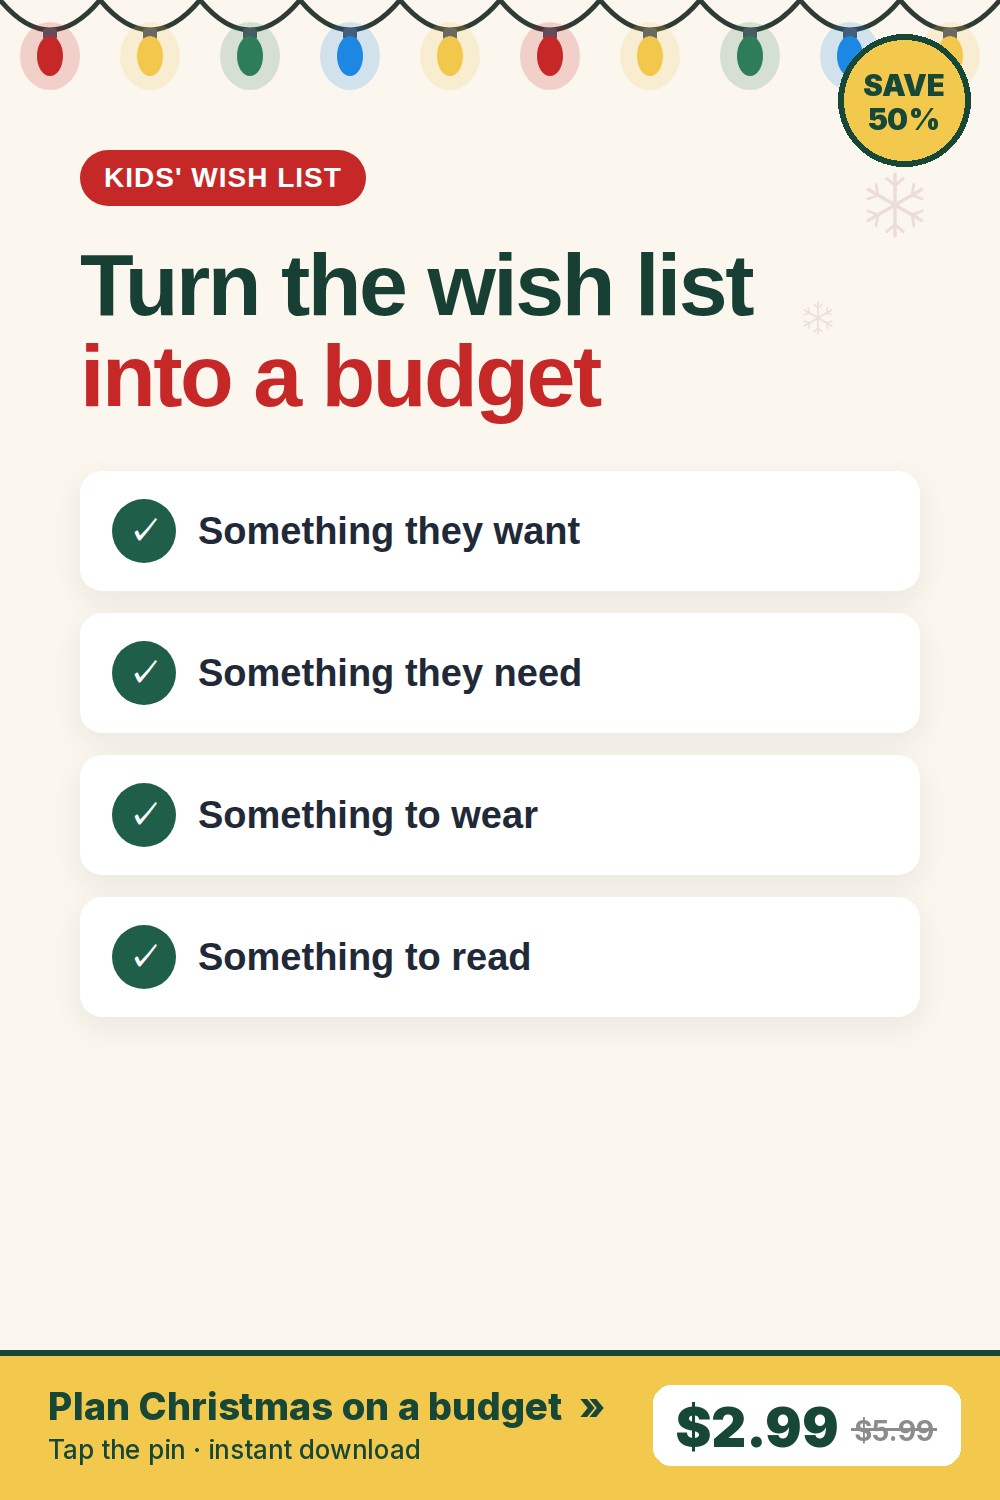 SAVE
50%
KIDS' WISH LIST
Turn the wish list
into a budget
✓ Something they want
✓ Something they need
✓ Something to wear
✓ Something to read
Plan Christmas on a budget »
Tap the pin · instant download
$2.99 $5.99